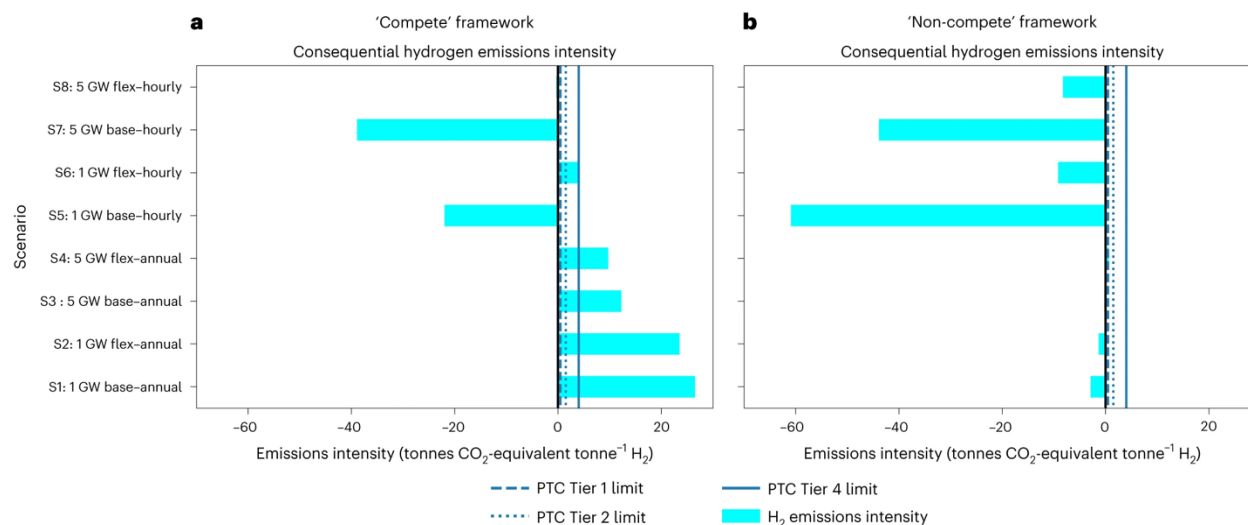 a
'Compete' framework
Consequential hydrogen emissions intensity
Scenario
S8: 5 GW flex–hourly
S7: 5 GW base–hourly
S6: 1 GW flex–hourly
S5: 1 GW base–hourly
S4: 5 GW flex–annual
S3 : 5 GW base–annual
S2: 1 GW flex–annual
S1: 1 GW base–annual
−60 −40 −20 0 20
Emissions intensity (tonnes CO₂-equivalent tonne⁻¹ H₂)
b
'Non-compete' framework
Consequential hydrogen emissions intensity
−60 −40 −20 0 20
Emissions intensity (tonnes CO₂-equivalent tonne⁻¹ H₂)
PTC Tier 1 limit
PTC Tier 2 limit
PTC Tier 4 limit
H₂ emissions intensity